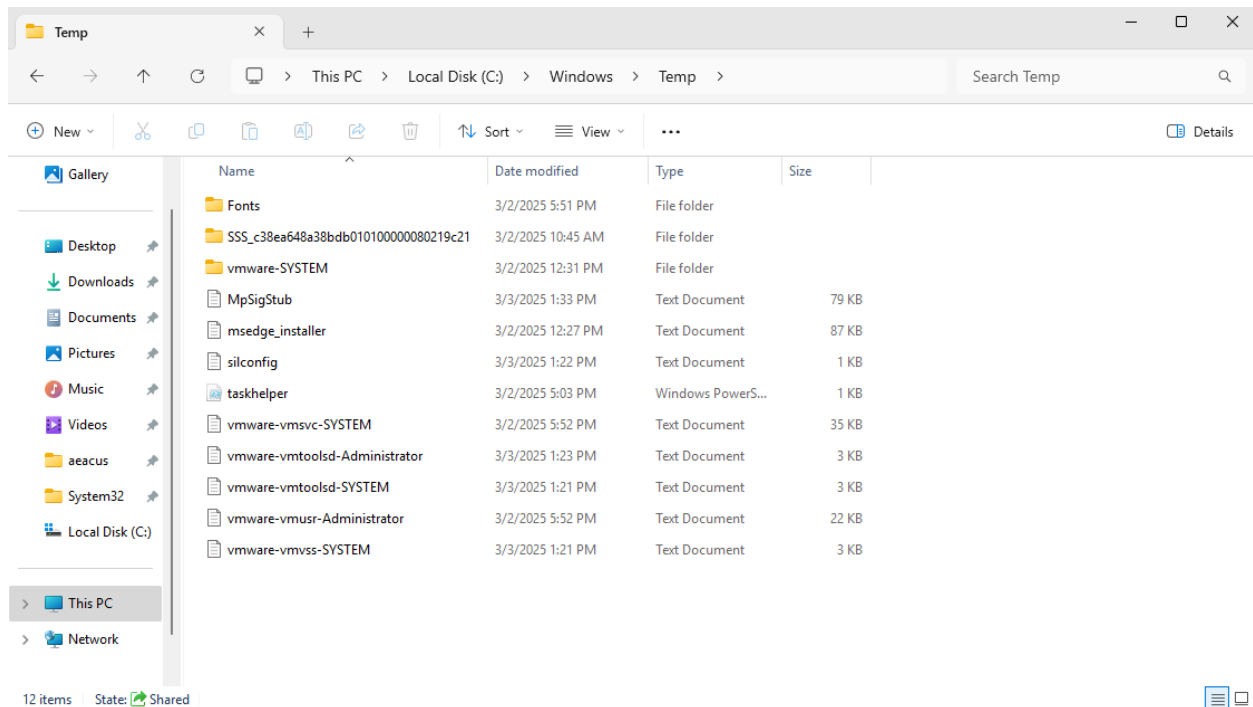 Temp
This PC > Local Disk (C:) > Windows > Temp >
Search Temp
New
Sort
View
...
Details
Gallery
Desktop
Downloads
Documents
Pictures
Music
Videos
aeacus
System32
Local Disk (C:)
This PC
Network
Name Date modified Type Size
Fonts 3/2/2025 5:51 PM File folder
SSS_c38ea648a38bdb010100000080219c21 3/2/2025 10:45 AM File folder
vmware-SYSTEM 3/2/2025 12:31 PM File folder
MpSigStub 3/3/2025 1:33 PM Text Document 79 KB
msedge_installer 3/2/2025 12:27 PM Text Document 87 KB
silconfig 3/3/2025 1:22 PM Text Document 1 KB
taskhelper 3/2/2025 5:03 PM Windows PowerS... 1 KB
vmware-vmsvc-SYSTEM 3/2/2025 5:52 PM Text Document 35 KB
vmware-vmtoolsd-Administrator 3/3/2025 1:23 PM Text Document 3 KB
vmware-vmtoolsd-SYSTEM 3/3/2025 1:21 PM Text Document 3 KB
vmware-vmusr-Administrator 3/2/2025 5:52 PM Text Document 22 KB
vmware-vmvss-SYSTEM 3/3/2025 1:21 PM Text Document 3 KB
12 items State: Shared